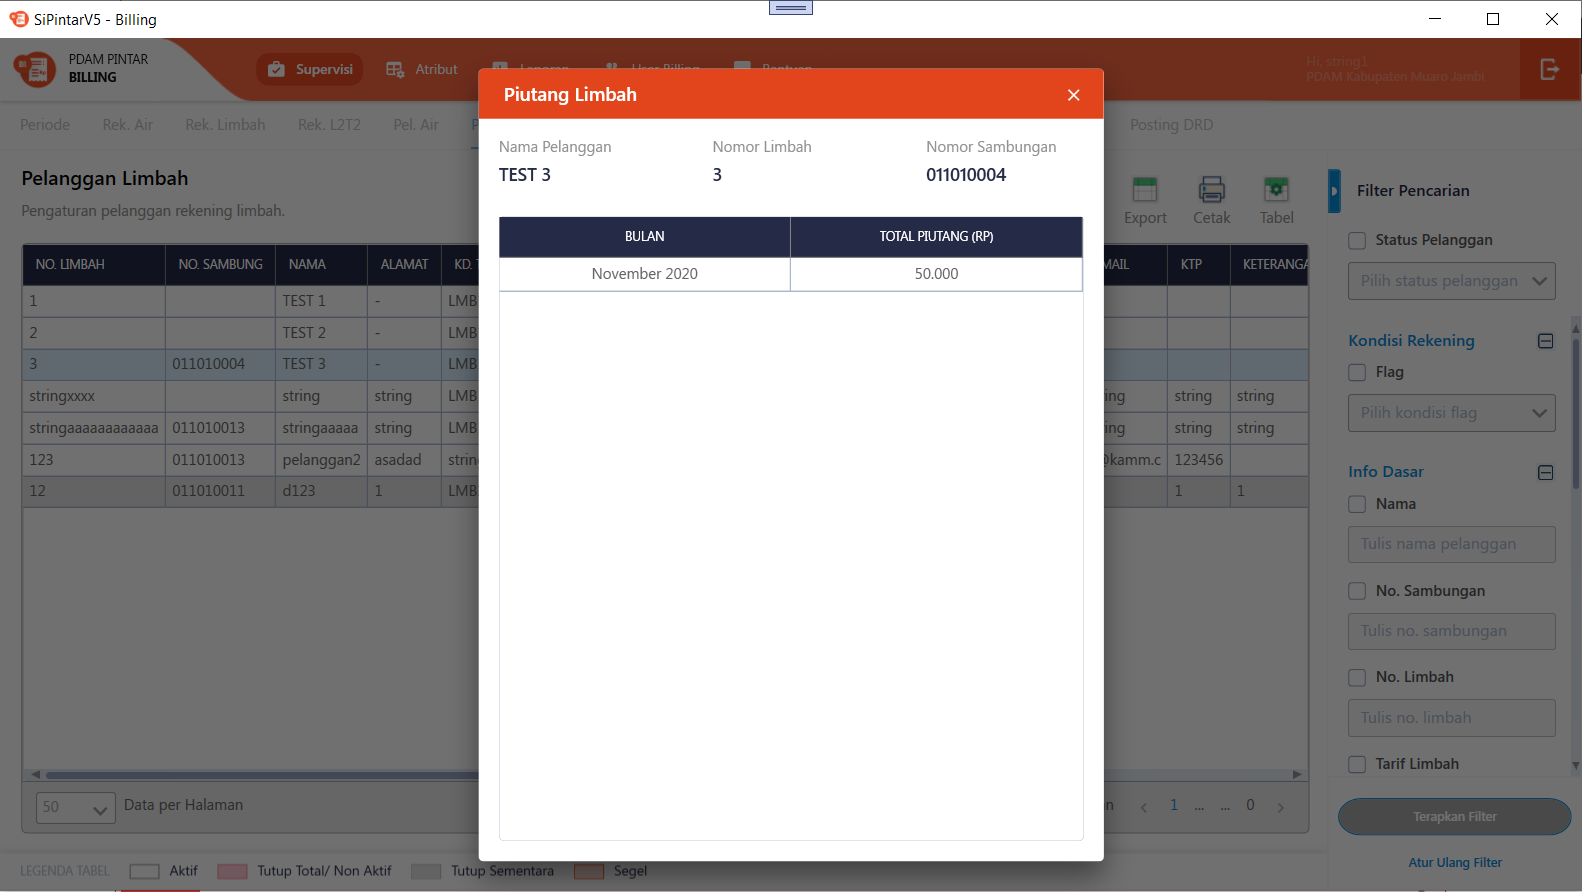 SiPintarV5 - Billing
PDAM PINTAR
BILLING
Supervisi
Atribut
Laporan
User Billing
Bantuan
Hi, string1
PDAM Kabupaten Muaro Jambi
Periode
Rek. Air
Rek. Limbah
Rek. L2T2
Pel. Air
Posting DRD
Pelanggan Limbah
Pengaturan pelanggan rekening limbah.
Export
Cetak
Tabel
NO. LIMBAH NO. SAMBUNG NAMA ALAMAT KD. MAIL KTP KETERANGA
1 TEST 1 - LMB
2 TEST 2 - LMB
3 011010004 TEST 3 - LMB
stringxxxx string string LMB ing string string
stringaaaaaaaaaaaa 011010013 stringaaaaa string LMB ing string string
123 011010013 pelanggan2 asadad strin @kamm.c 123456
12 011010011 d123 1 LMB 1 1
50 Data per Halaman
an
1 ... ... 0
LEGENDA TABEL
Aktif
Tutup Total/ Non Aktif
Tutup Sementara
Segel
Piutang Limbah
Nama Pelanggan
TEST 3
Nomor Limbah
3
Nomor Sambungan
011010004
BULAN TOTAL PIUTANG (RP)
November 2020 50.000
Filter Pencarian
Status Pelanggan
Pilih status pelanggan
Kondisi Rekening
Flag
Pilih kondisi flag
Info Dasar
Nama
Tulis nama pelanggan
No. Sambungan
Tulis no. sambungan
No. Limbah
Tulis no. limbah
Tarif Limbah
Terapkan Filter
Atur Ulang Filter